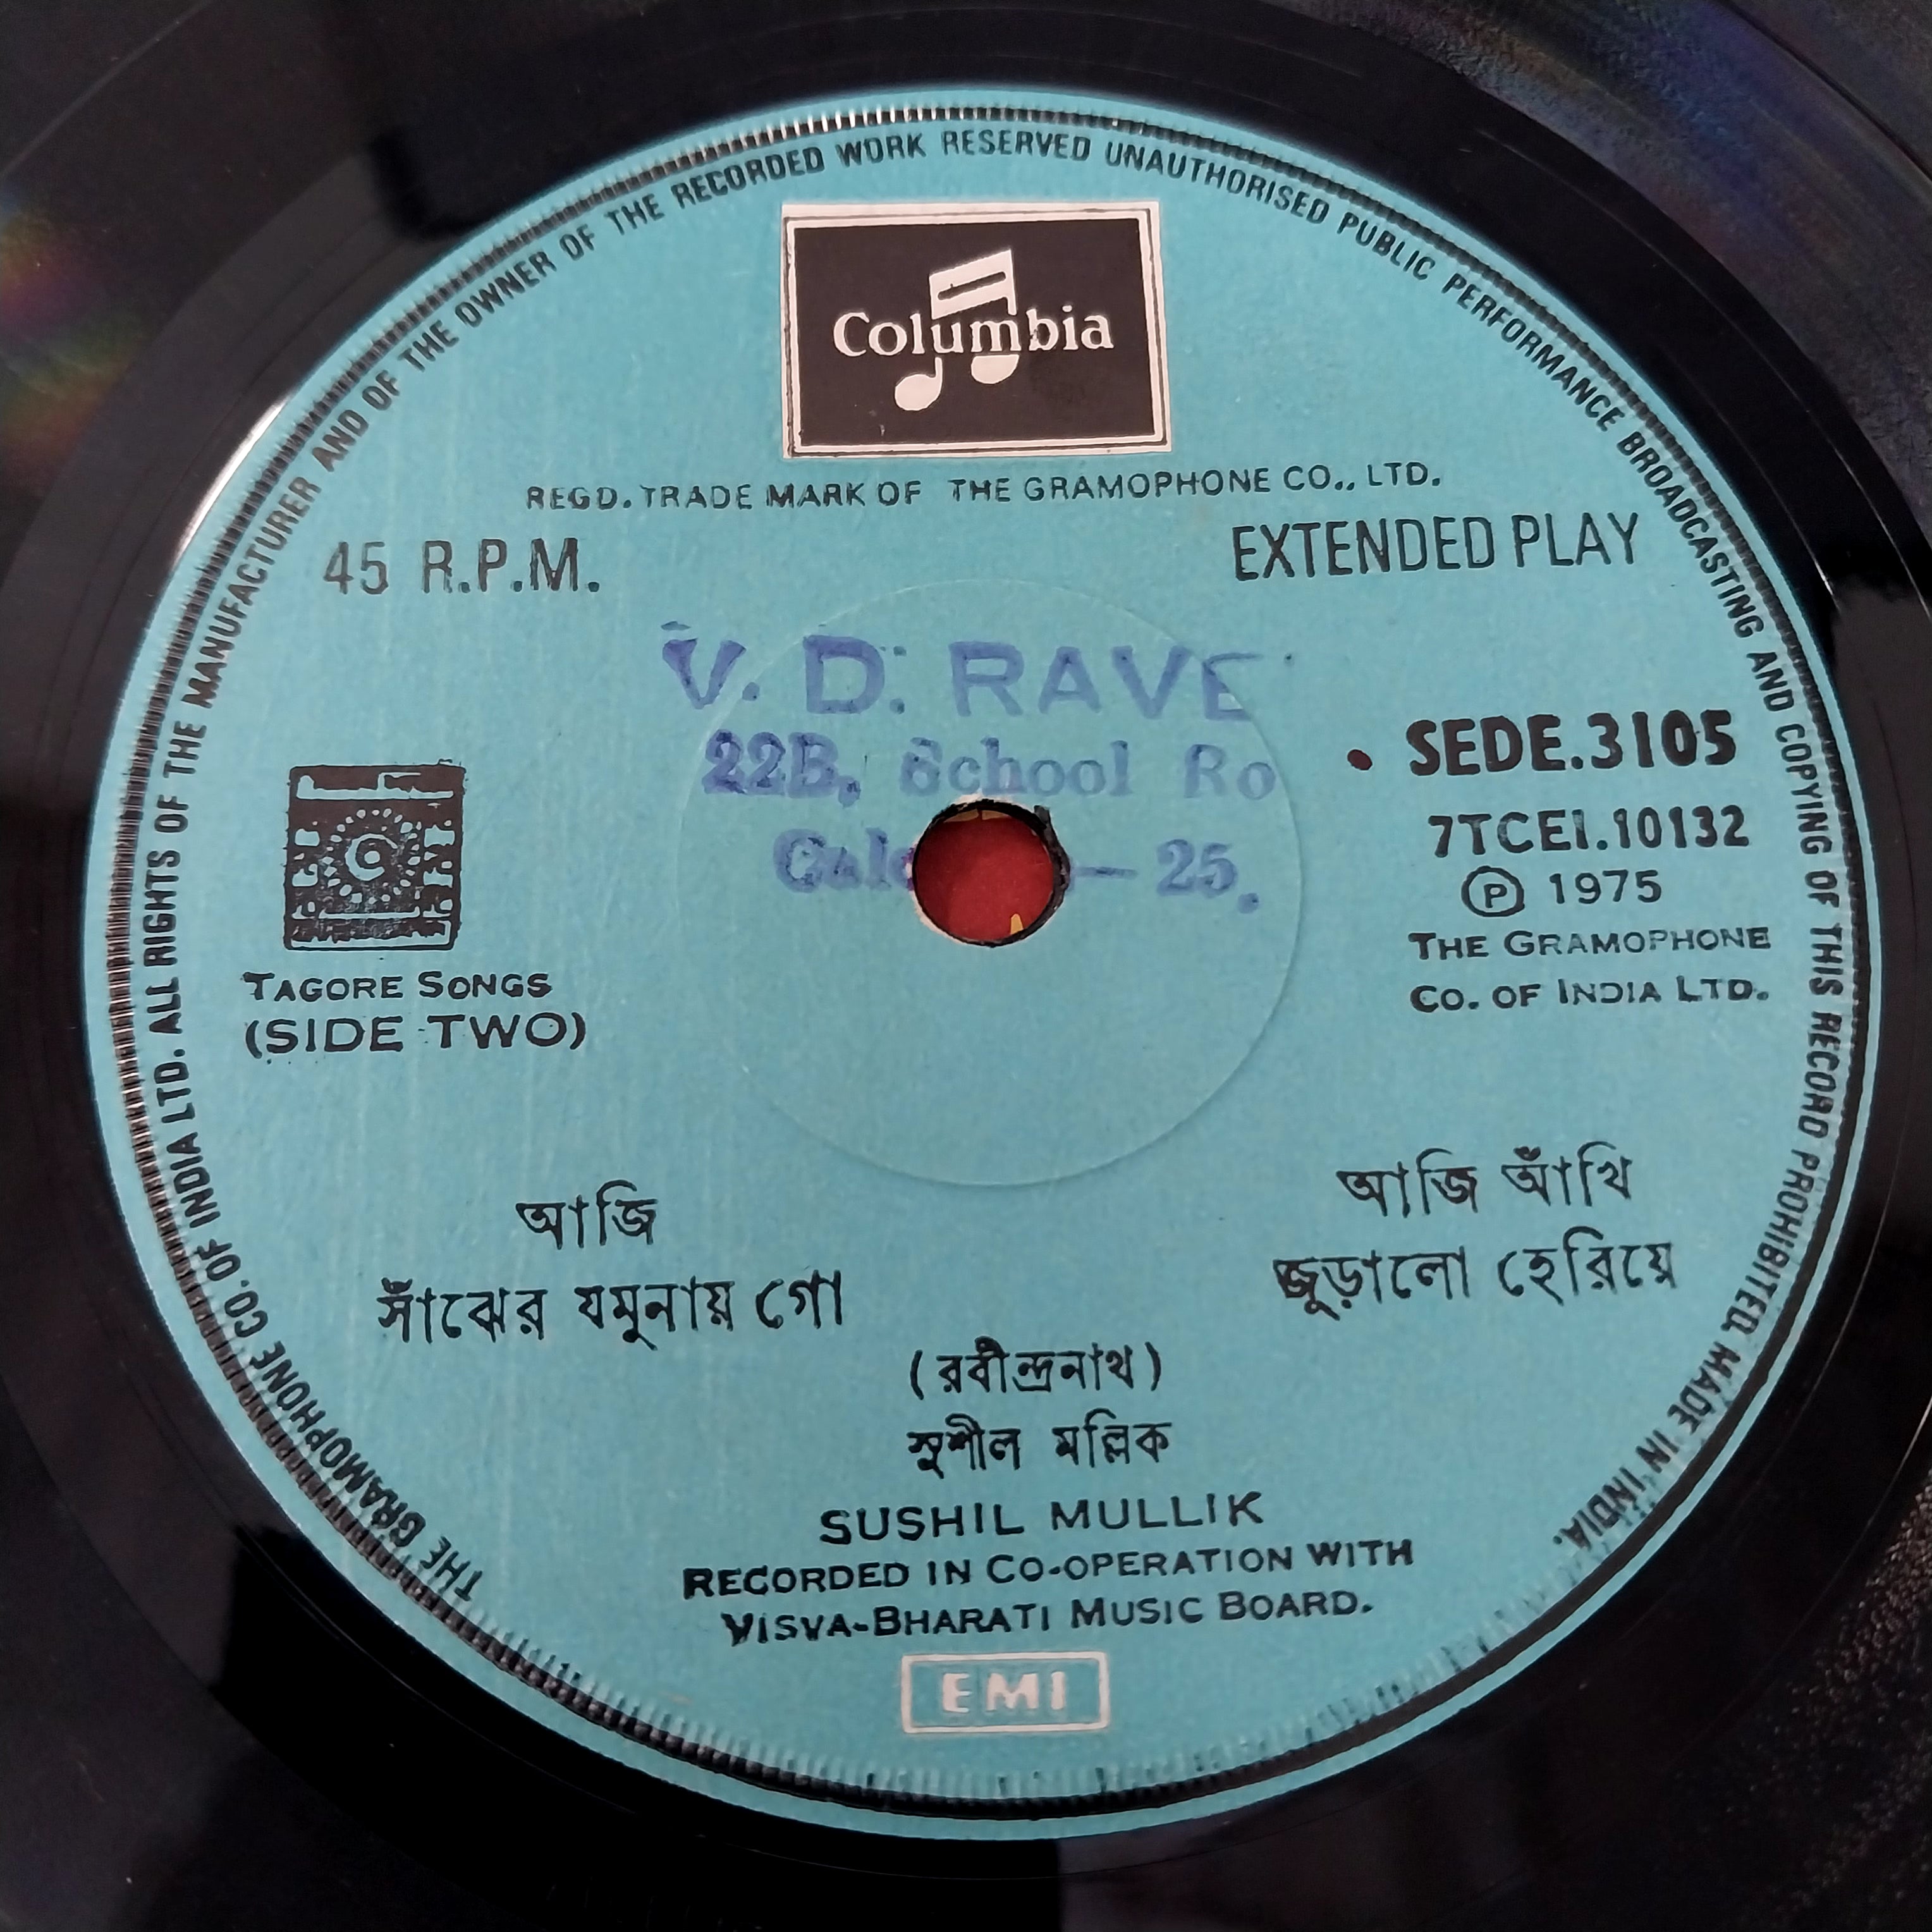 THE GRAMOPHONE CO. OF INDIA LTD. ALL RIGHTS OF THE MANUFACTURER AND OF THE OWNER OF THE RECORDED WORK RESERVED UNAUTHORISED PUBLIC PERFORMANCE BROADCASTING AND COPYING OF THIS RECORD PROHIBITED. MADE IN INDIA.
Columbia
REGD. TRADE MARK OF THE GRAMOPHONE CO., LTD.
45 R.P.M.
EXTENDED PLAY
V. D. RAVE
22B, School Ro
25.
SEDE.3105
7TCEI.10132
Ⓟ 1975
THE GRAMOPHONE
CO. OF INDIA LTD.
TAGORE SONGS
(SIDE TWO)
আজি
সাঁঝের যমুনায় গো
আজি আঁখি
জুড়ালো হেরিয়ে
(রবীন্দ্রনাথ)
সুশীল মল্লিক
SUSHIL MULLIK
RECORDED IN CO-OPERATION WITH
VISVA-BHARATI MUSIC BOARD.
EMI